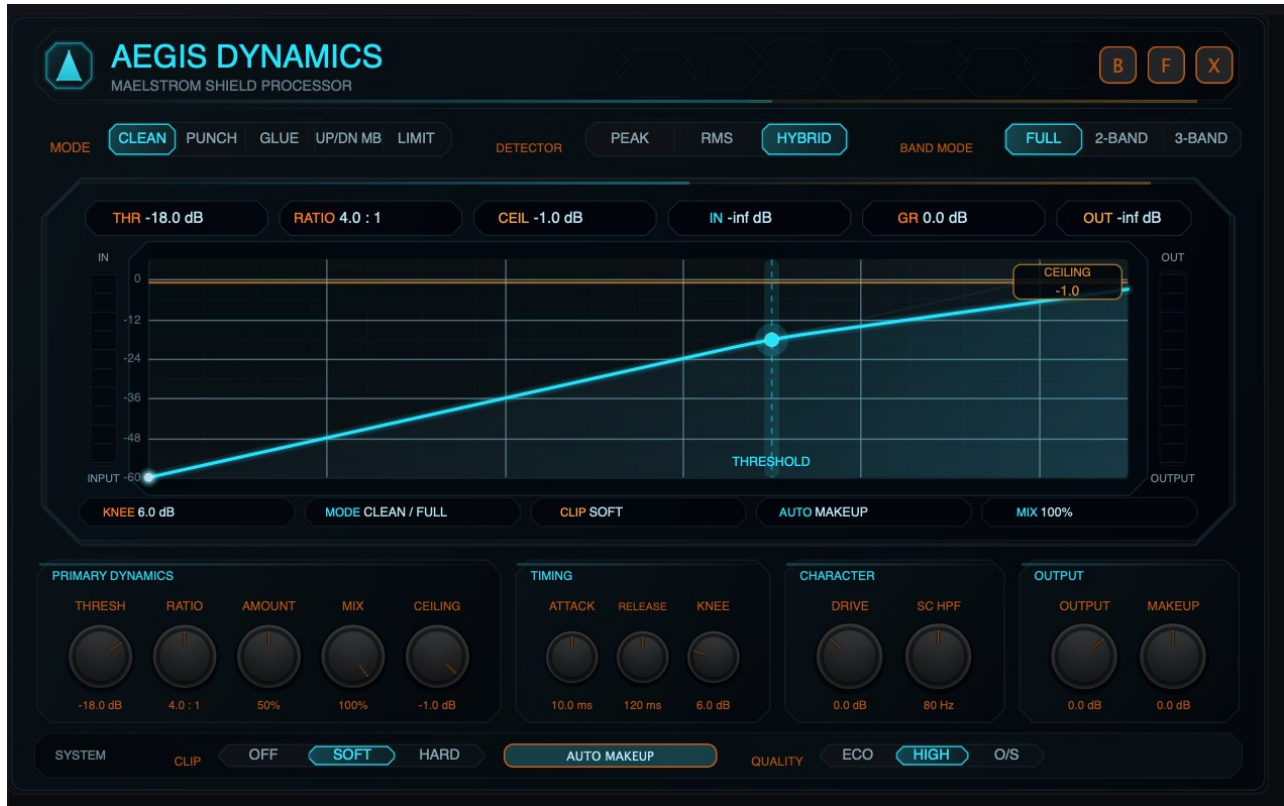 AEGIS DYNAMICS
MAELSTROM SHIELD PROCESSOR
B F X
MODE CLEAN PUNCH GLUE UP/DN MB LIMIT DETECTOR PEAK RMS HYBRID BAND MODE FULL 2-BAND 3-BAND
THR -18.0 dB RATIO 4.0 : 1 CEIL -1.0 dB IN -inf dB GR 0.0 dB OUT -inf dB
IN OUT
CEILING
0
-1.0
-12
-24
-36
-48
THRESHOLD
INPUT -60 OUTPUT
KNEE 6.0 dB MODE CLEAN / FULL CLIP SOFT AUTO MAKEUP MIX 100%
PRIMARY DYNAMICS TIMING CHARACTER OUTPUT
THRESH RATIO AMOUNT MIX CEILING ATTACK RELEASE KNEE DRIVE SC HPF OUTPUT MAKEUP
-18.0 dB 4.0 : 1 50% 100% -1.0 dB 10.0 ms 120 ms 6.0 dB 0.0 dB 80 Hz 0.0 dB 0.0 dB
SYSTEM CLIP OFF SOFT HARD AUTO MAKEUP QUALITY ECO HIGH O/S